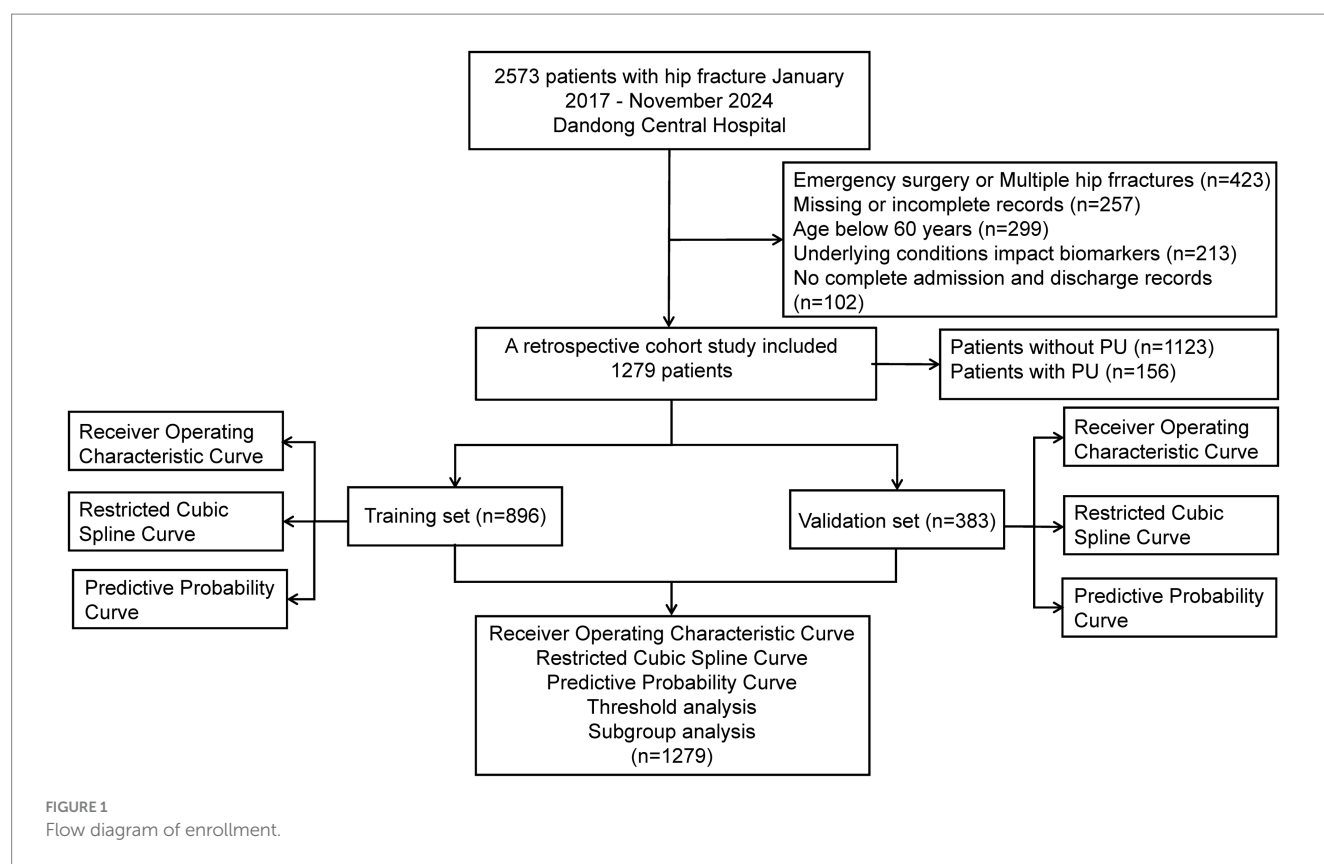 2573 patients with hip fracture January
2017 - November 2024
Dandong Central Hospital
Emergency surgery or Multiple hip frractures (n=423)
Missing or incomplete records (n=257)
Age below 60 years (n=299)
Underlying conditions impact biomarkers (n=213)
No complete admission and discharge records
(n=102)
A retrospective cohort study included
1279 patients
Patients without PU (n=1123)
Patients with PU (n=156)
Receiver Operating
Characteristic Curve
Restricted Cubic
Spline Curve
Predictive Probability
Curve
Training set (n=896)
Validation set (n=383)
Receiver Operating
Characteristic Curve
Restricted Cubic
Spline Curve
Predictive Probability
Curve
Receiver Operating Characteristic Curve
Restricted Cubic Spline Curve
Predictive Probability Curve
Threshold analysis
Subgroup analysis
(n=1279)
FIGURE 1
Flow diagram of enrollment.